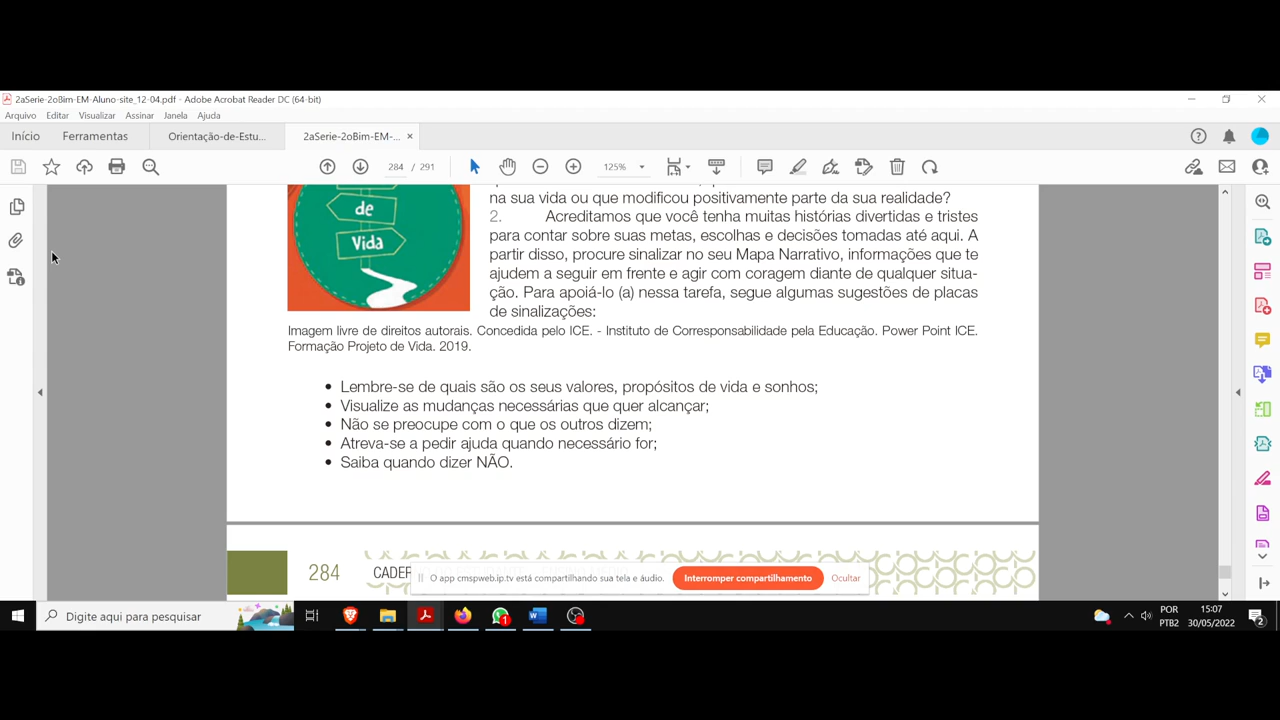 2aSerie-2oBim-EM-Aluno-site_12-04.pdf - Adobe Acrobat Reader DC (64-bit)
Arquivo Editar Visualizar Assinar Janela Ajuda
Início Ferramentas Orientação-de-Estu... 2aSerie-2oBim-EM-... ×
284 / 291 125%
de
Vida
na sua vida ou que modificou positivamente parte da sua realidade?
2. Acreditamos que você tenha muitas histórias divertidas e tristes
para contar sobre suas metas, escolhas e decisões tomadas até aqui. A
partir disso, procure sinalizar no seu Mapa Narrativo, informações que te
ajudem a seguir em frente e agir com coragem diante de qualquer situa-
ção. Para apoiá-lo (a) nessa tarefa, segue algumas sugestões de placas
de sinalizações:
Imagem livre de direitos autorais. Concedida pelo ICE. - Instituto de Corresponsabilidade pela Educação. Power Point ICE.
Formação Projeto de Vida. 2019.
• Lembre-se de quais são os seus valores, propósitos de vida e sonhos;
• Visualize as mudanças necessárias que quer alcançar;
• Não se preocupe com o que os outros dizem;
• Atreva-se a pedir ajuda quando necessário for;
• Saiba quando dizer NÃO.
284 CADER
O app cmspweb.ip.tv está compartilhando sua tela e áudio. Interromper compartilhamento Ocultar
Digite aqui para pesquisar
1
POR 15:07
PTB2 30/05/2022
2